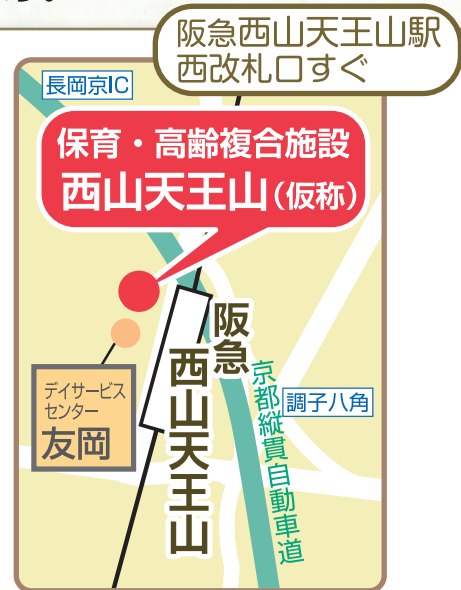 阪急西山天王山駅
西改札口すぐ
長岡京IC
保育・高齢複合施設
西山天王山(仮称)
阪急
西山天王山
京都縦貫自動車道
調子八角
デイサービス
センター
友岡